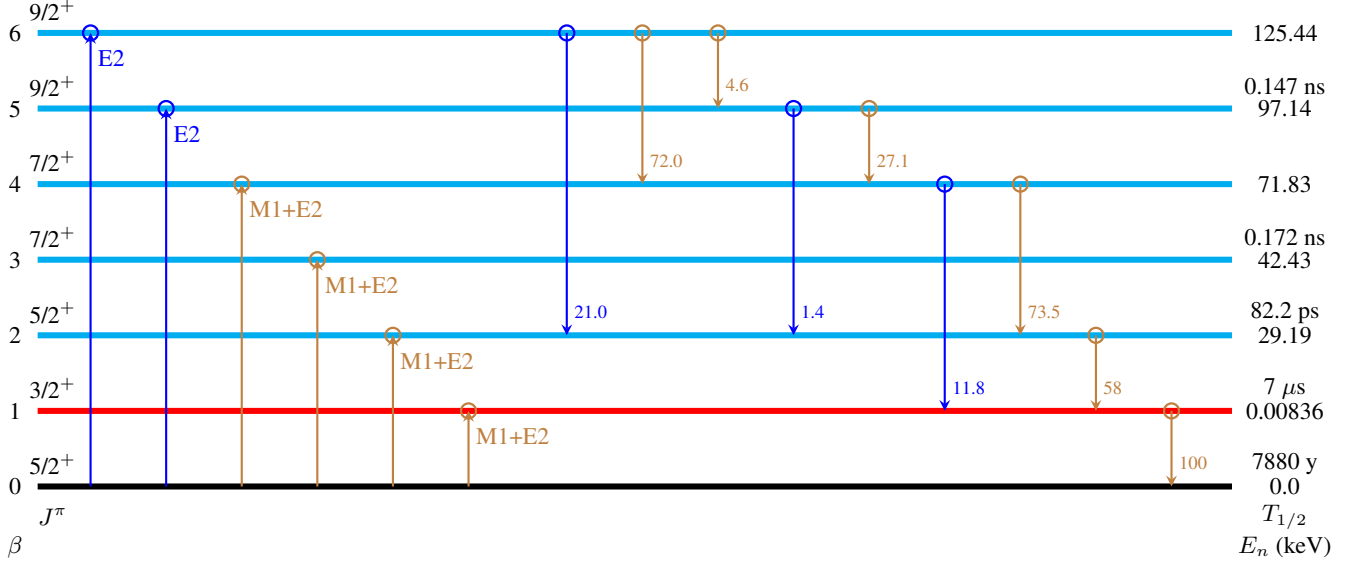 9/2⁺
6 125.44
E2
9/2⁺ 4.6 0.147 ns
5 97.14
E2
7/2⁺ 72.0 27.1
4 71.83
M1+E2
7/2⁺ 0.172 ns
3 42.43
M1+E2
5/2⁺ 21.0 1.4 73.5 82.2 ps
2 29.19
M1+E2
3/2⁺ 11.8 58 7 μs
1 0.00836
M1+E2
5/2⁺ 100 7880 y
0 0.0
J^π T_{1/2}
β E_n (keV)